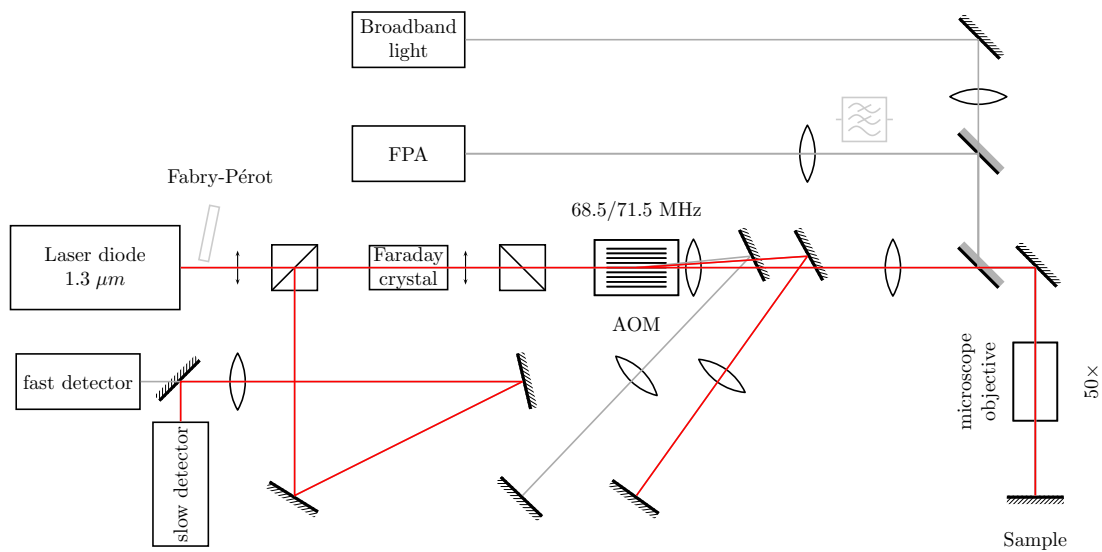 Broadband
light
FPA
Fabry-Pérot
68.5/71.5 MHz
Laser diode
1.3 μm
Faraday
crystal
AOM
fast detector
slow detector
microscope
objective
50×
Sample